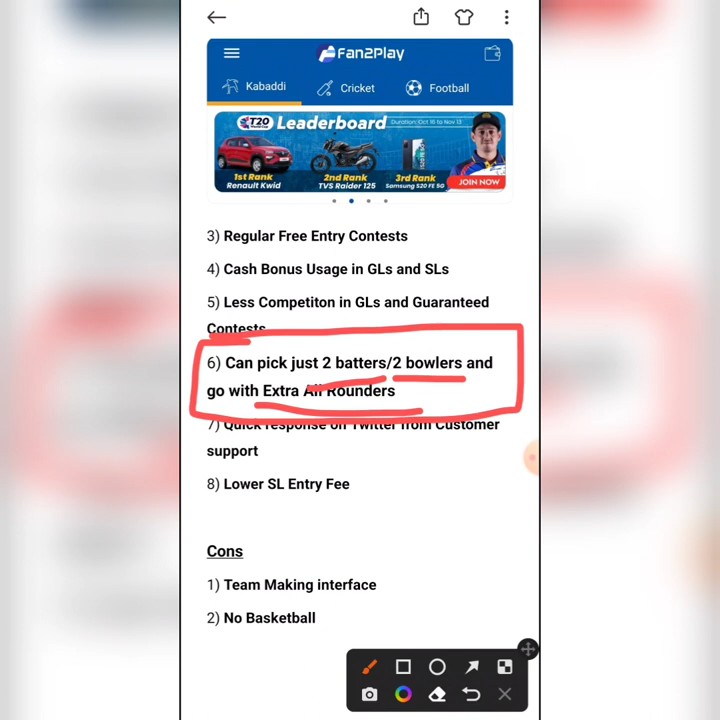 Fan2Play
Kabaddi
Cricket
Football
T20
Leaderboard
Duration: Oct 16 to Nov 13
1st Rank
Renault Kwid
2nd Rank
TVS Raider 125
3rd Rank
Samsung S20 FE 5G
JOIN NOW
3) Regular Free Entry Contests
4) Cash Bonus Usage in GLs and SLs
5) Less Competiton in GLs and Guaranteed
Contests
6) Can pick just 2 batters/2 bowlers and
go with Extra All Rounders
7) Quick response on Twitter from Customer
support
8) Lower SL Entry Fee
Cons
1) Team Making interface
2) No Basketball